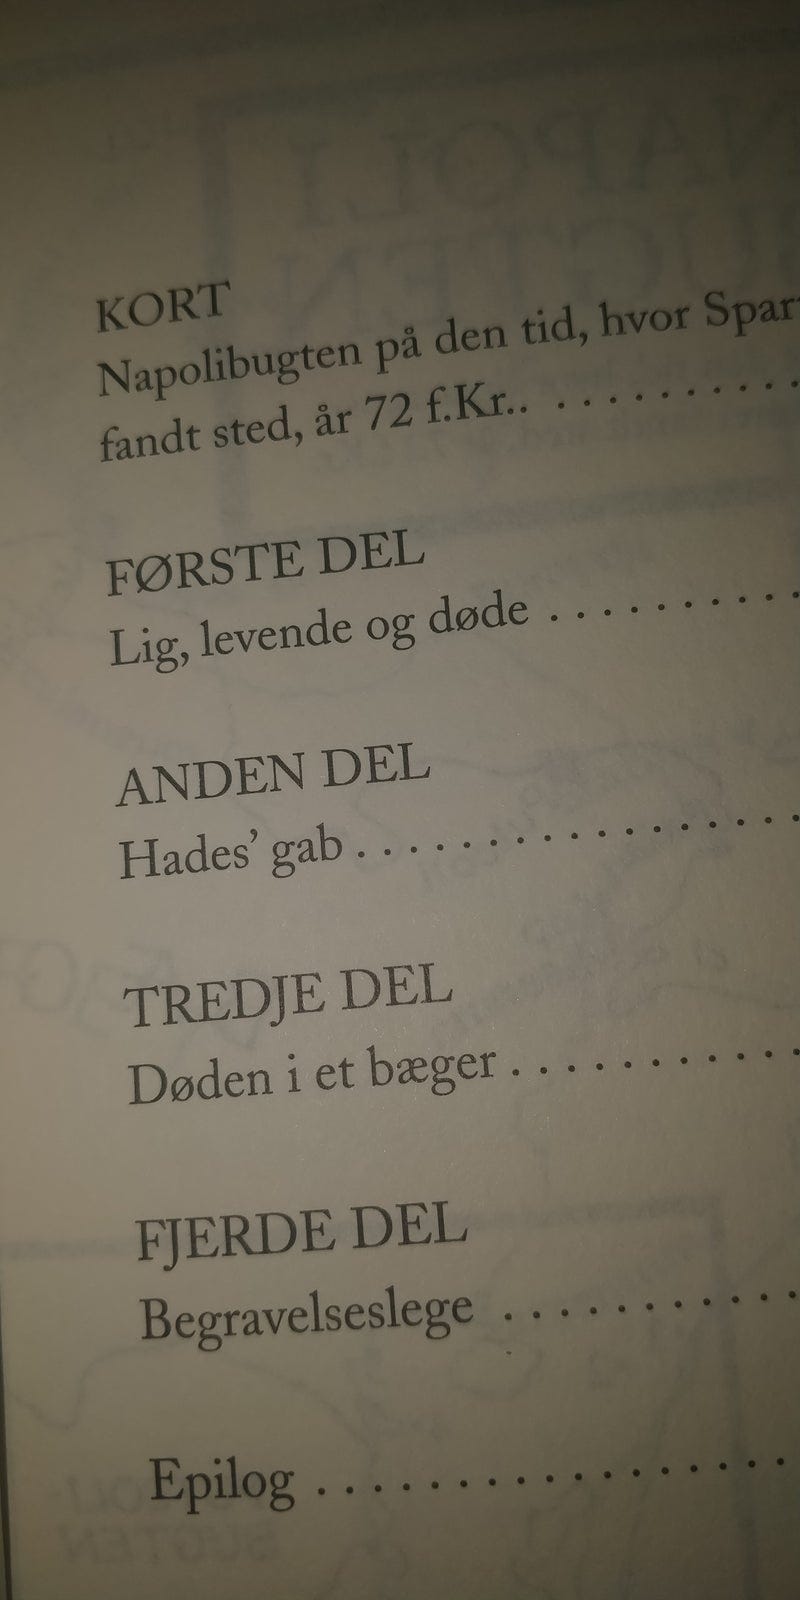 KORT
Napolibugten på den tid, hvor
fandt sted, år 72 f.Kr.. . . . . . . . . . .
FØRSTE DEL
Lig, levende og døde . . . . . . . . . .
ANDEN DEL
Hades’ gab . . . . . . . . . . . . . . . . .
TREDJE DEL
Døden i et bæger . . . . . . . . . . .
FJERDE DEL
Begravelseslege . . . . . . . . . . .
Epilog . . . . . . . . . . . . . . . . . .